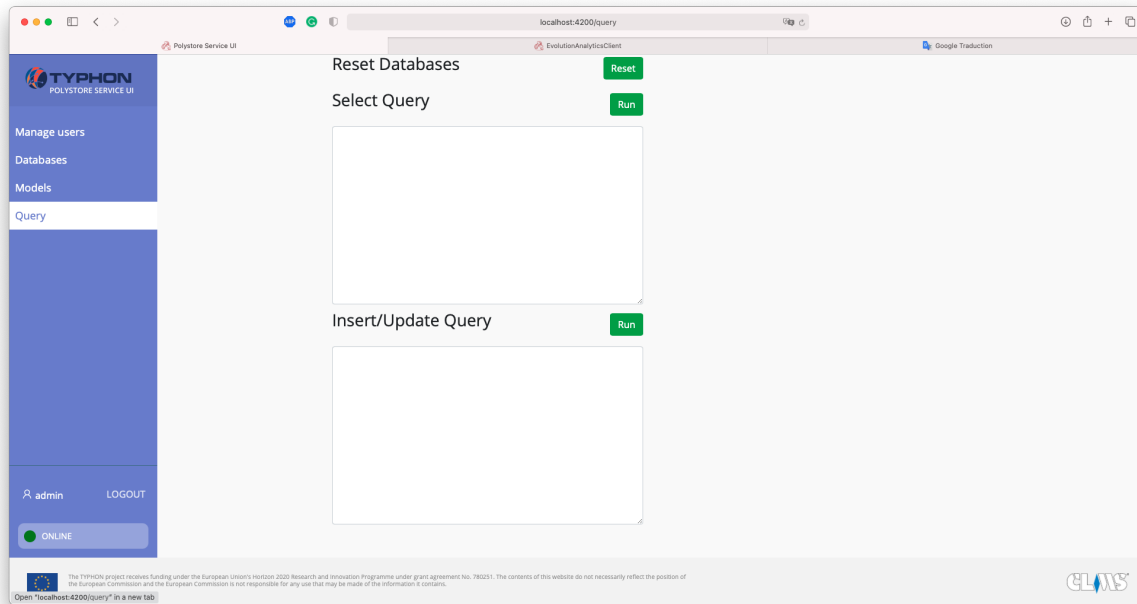 ABP
G
localhost:4200/query
Polystore Service UI
EvolutionAnalyticsClient
Google Traduction
TYPHON
POLYSTORE SERVICE UI
Manage users
Databases
Models
Query
Reset Databases
Reset
Select Query
Run
Insert/Update Query
Run
admin
LOGOUT
ONLINE
The TYPHON project receives funding under the European Union's Horizon 2020 Research and Innovation Programme under grant agreement No. 780251. The contents of this website do not necessarily reflect the position of
the European Commission and the European Commission is not responsible for any use that may be made of the information it contains.
CLMS
Open "localhost:4200/query" in a new tab